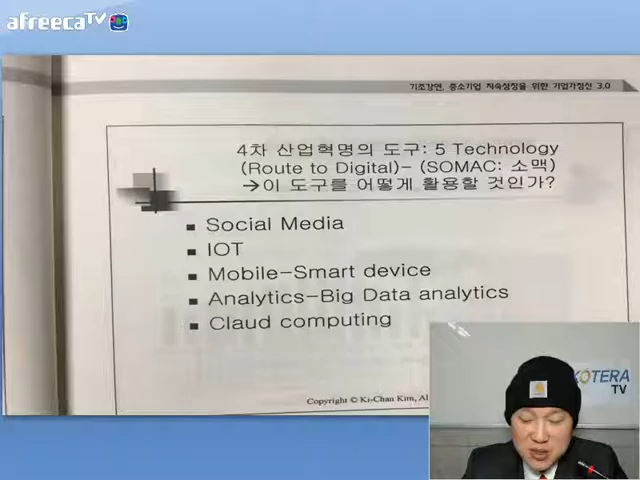 afreecaTV
기조강연, 중소기업 지속성장을 위한 기업가정신 3.0
4차 산업혁명의 도구: 5 Technology
(Route to Digital)- (SOMAC: 소맥)
→이 도구를 어떻게 활용할 것인가?
■ Social Media
■ IOT
■ Mobile-Smart device
■ Analytics-Big Data analytics
■ Claud computing
Copyright © Ki-Chan Kim,
KOTERA
TV